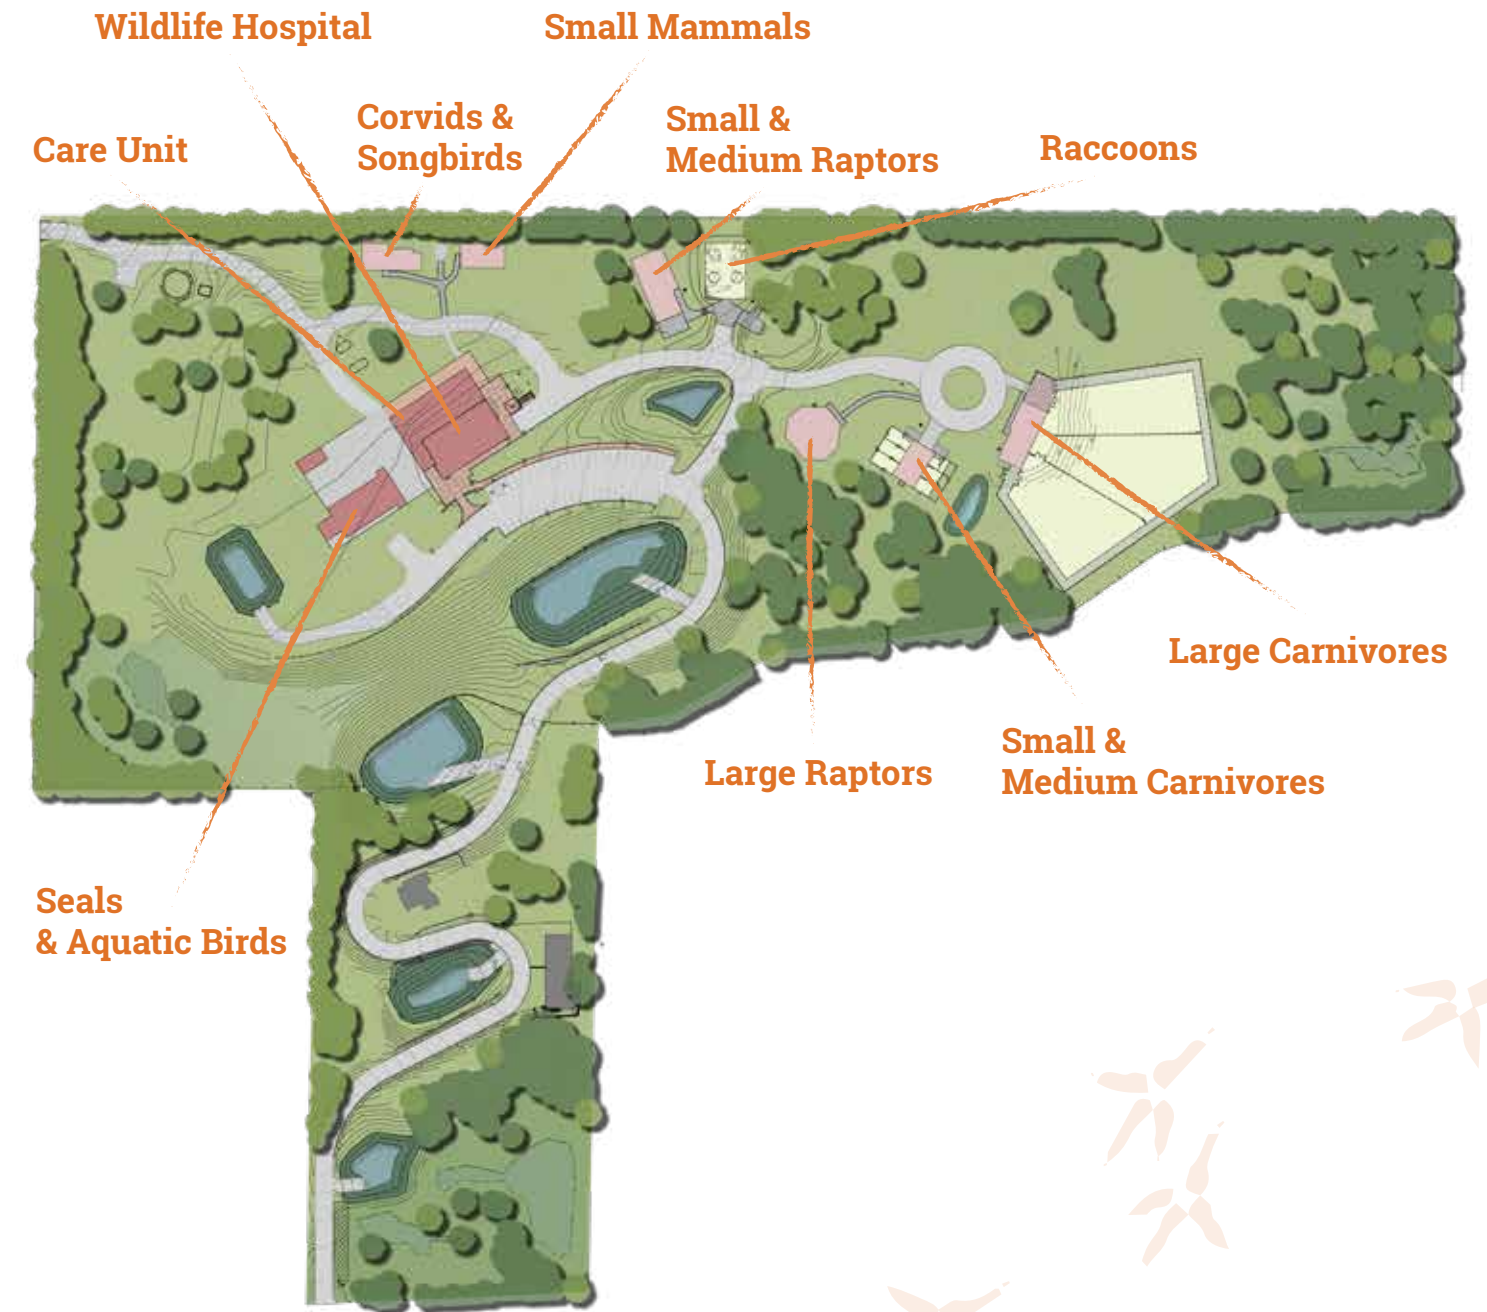 Wildlife Hospital
Small Mammals
Corvids &
Songbirds
Small &
Medium Raptors
Care Unit
Raccoons
Large Carnivores
Small &
Medium Carnivores
Large Raptors
Seals
& Aquatic Birds